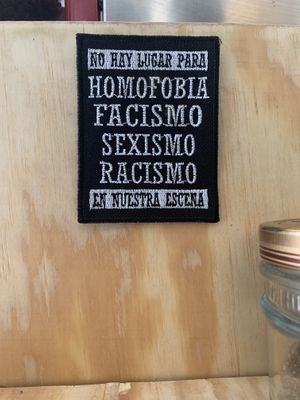 NO HAY LUGAR PARA
HOMOFOBIA
FACISMO
SEXISMO
RACISMO
EN NUESTRA ESCENA